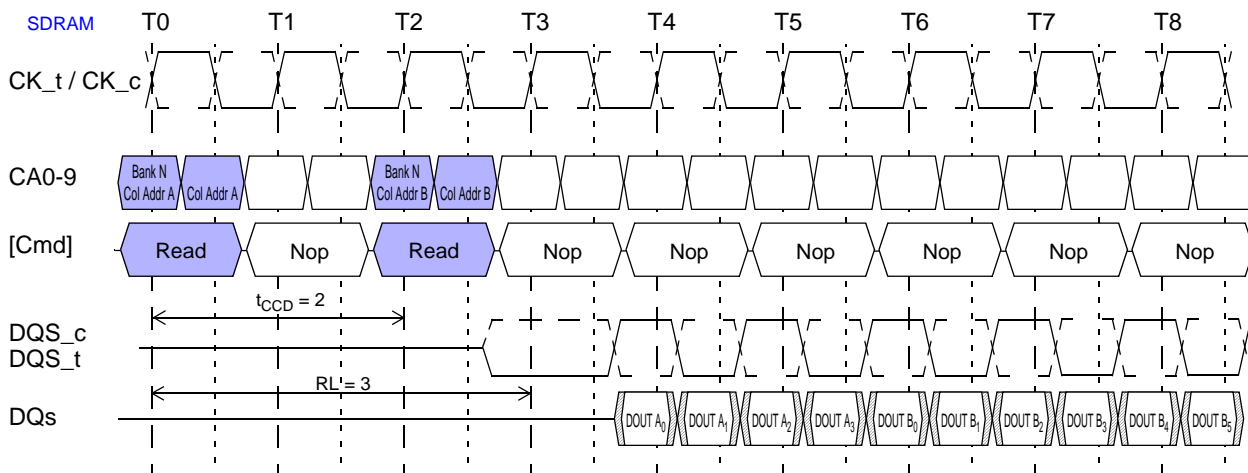 SDRAM T0 T1 T2 T3 T4 T5 T6 T7 T8
CK_t / CK_c
CA0-9 Bank N Col Addr A Col Addr A Bank N Col Addr B Col Addr B
[Cmd] Read Nop Read Nop Nop Nop Nop Nop Nop
tCCD = 2
DQS_c
DQS_t
RL = 3
DQs DOUT A0 DOUT A1 DOUT A2 DOUT A3 DOUT B0 DOUT B1 DOUT B2 DOUT B3 DOUT B4 DOUT B5